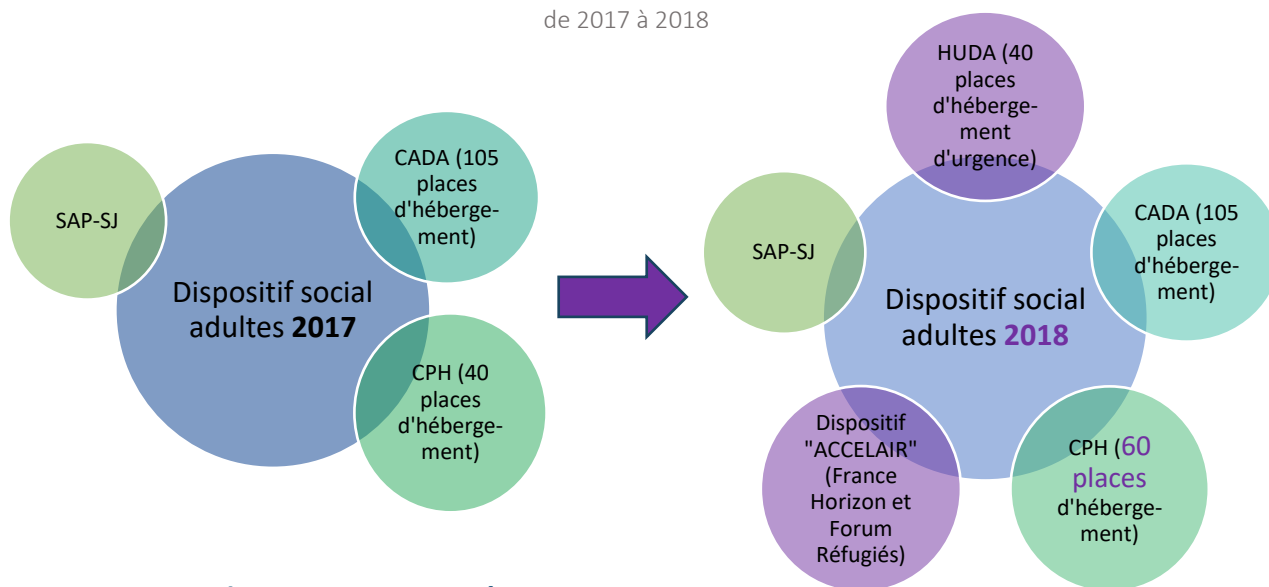 de 2017 à 2018
SAP-SJ
CADA (105
places
d'héberge-
ment)
Dispositif social
adultes 2017
CPH (40
places
d'héberge-
ment)
HUDA (40
places
d'héberge-
ment
d'urgence)
SAP-SJ
CADA (105
places
d'héberge-
ment)
Dispositif social
adultes 2018
Dispositif
"ACCELAIR"
(France
Horizon et
Forum
Réfugiés)
CPH (60
places
d'héberge-
ment)